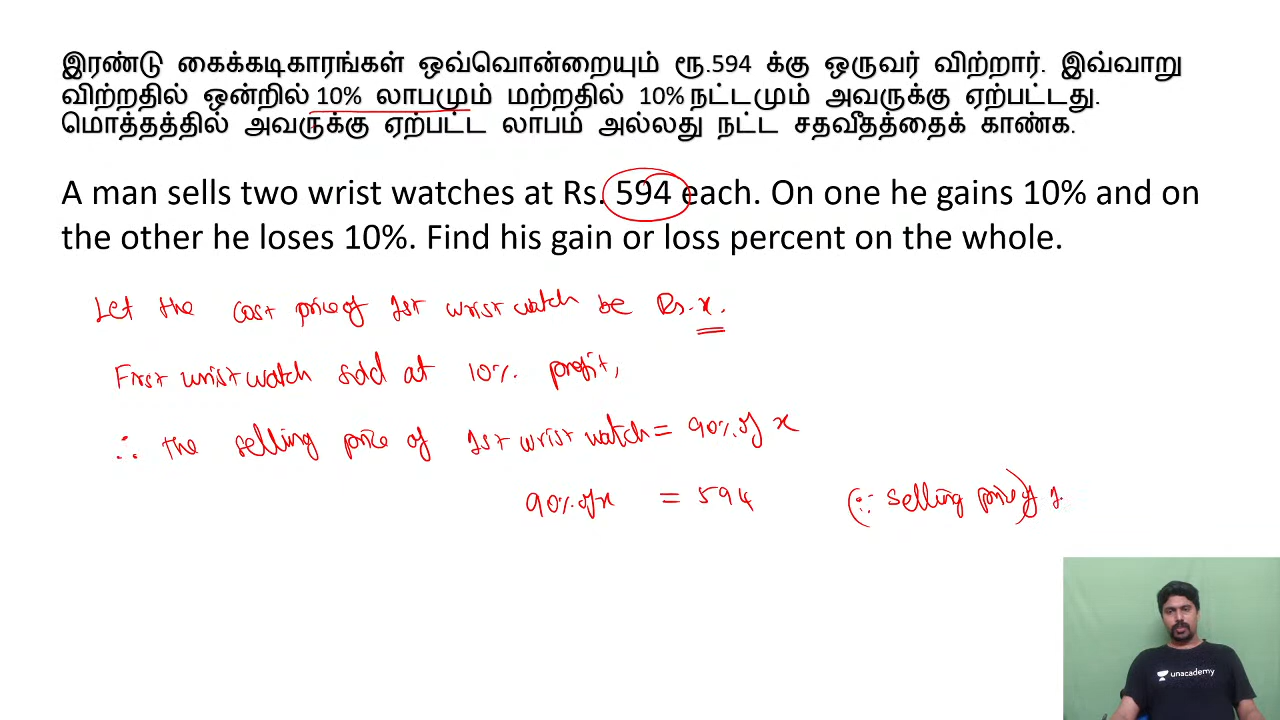 இரண்டு கைக்கடிகாரங்கள் ஒவ்வொன்றையும் ரூ.594 க்கு ஒருவர் விற்றார். இவ்வாறு
விற்றதில் ஒன்றில் 10% லாபமும் மற்றதில் 10% நட்டமும் அவருக்கு ஏற்பட்டது.
மொத்தத்தில் அவருக்கு ஏற்பட்ட லாபம் அல்லது நட்ட சதவீதத்தைக் காண்க.
A man sells two wrist watches at Rs. 594 each. On one he gains 10% and on
the other he loses 10%. Find his gain or loss percent on the whole.
Let the cost price of 1st wrist watch be Rs. x.
First wrist watch sold at 10% profit,
∴ the selling price of 1st wrist watch = 90% of x
90% of x = 594 (∵ selling price of 1.
unacademy